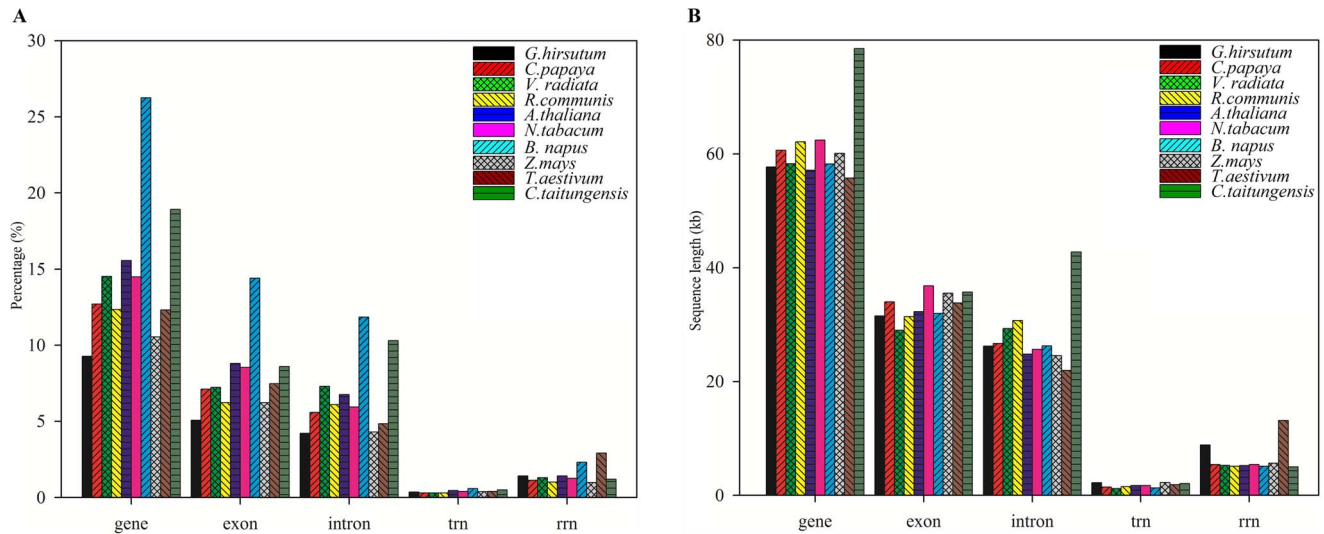 A
30
25
20
15
10
5
0
Percentage (%)
G.hirsutum
C.papaya
V. radiata
R.communis
A.thaliana
N.tabacum
B. napus
Z.mays
T.aestivum
C.taitungensis
gene exon intron trn rrn
B
80
60
40
20
0
Sequence length (kb)
G.hirsutum
C.papaya
V. radiata
R.communis
A.thaliana
N.tabacum
B. napus
Z.mays
T.aestivum
C.taitungensis
gene exon intron trn rrn